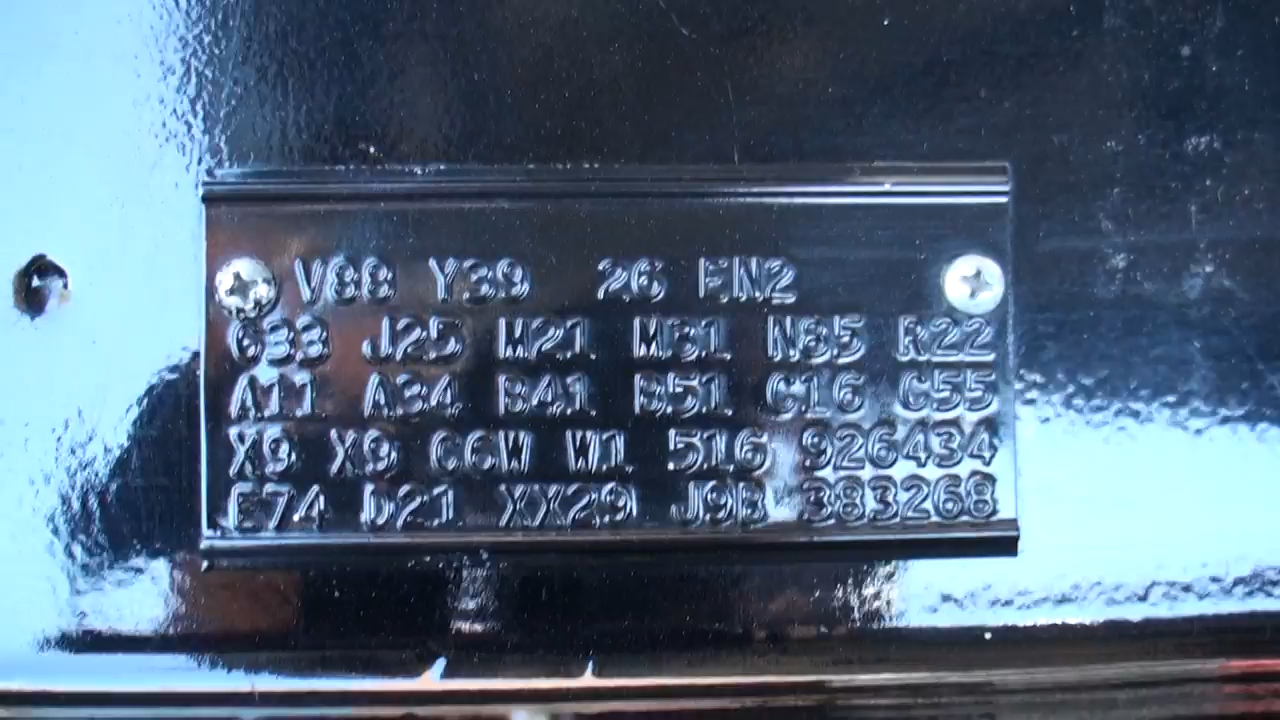 V88 Y39 26 EN2
G33 J25 M21 M31 N85 R22
A11 A34 B41 B51 C16 C55
X9 X9 C6W W1 516 926434
E74 D21 XX29 J9B 383268